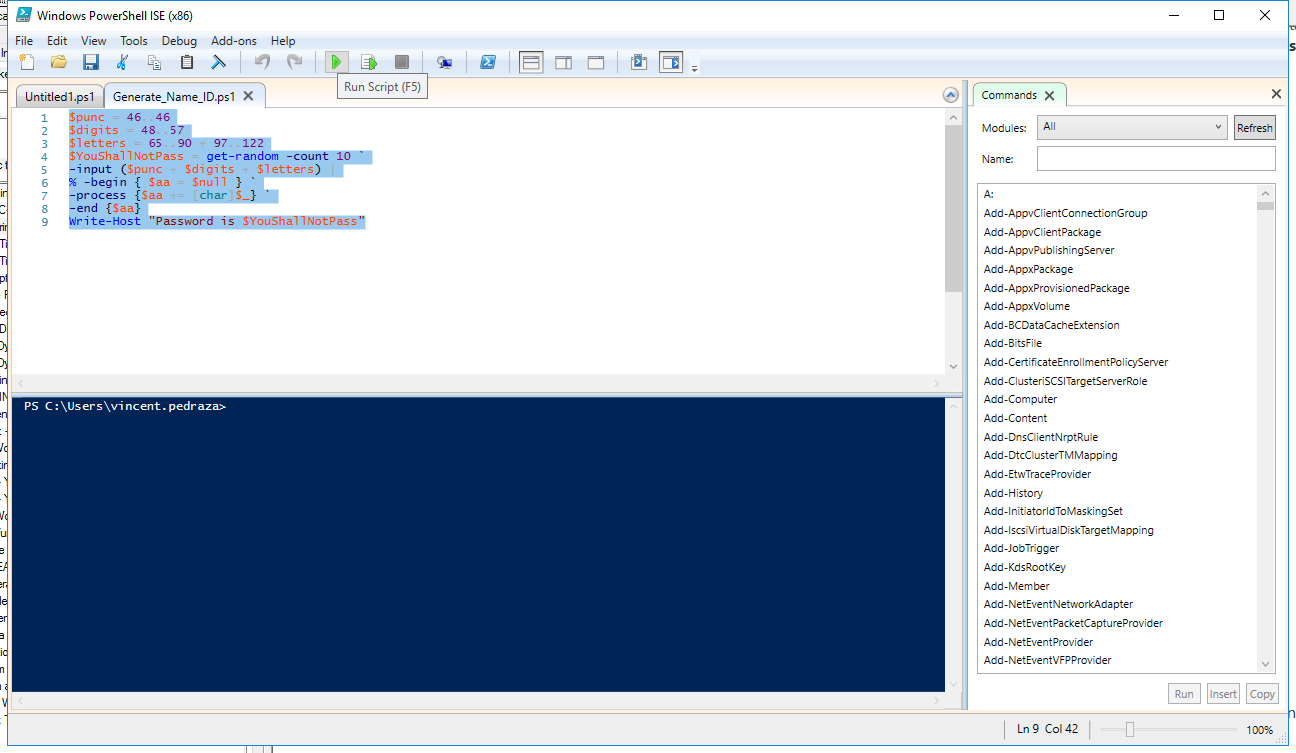 Windows PowerShell ISE (x86)
File Edit View Tools Debug Add-ons Help
Run Script (F5)
Untitled1.ps1 Generate_Name_ID.ps1
1 $punc = 46..46
2 $digits = 48..57
3 $letters = 65..90 + 97..122
4 $YouShallNotPass = get-random -count 10 `
5 -input ($punc + $digits + $letters) |
6 % -begin { $aa = $null } `
7 -process {$aa += [char]$_} `
8 -end {$aa}
9 Write-Host "Password is $YouShallNotPass"
PS C:\Users\vincent.pedraza>
Commands
Modules: All Refresh
Name:
A:
Add-AppvClientConnectionGroup
Add-AppvClientPackage
Add-AppvPublishingServer
Add-AppxPackage
Add-AppxProvisionedPackage
Add-AppxVolume
Add-BCDataCacheExtension
Add-BitsFile
Add-CertificateEnrollmentPolicyServer
Add-ClusteriSCSITargetServerRole
Add-Computer
Add-Content
Add-DnsClientNrptRule
Add-DtcClusterTMMapping
Add-EtwTraceProvider
Add-History
Add-InitiatorIdToMaskingSet
Add-IscsiVirtualDiskTargetMapping
Add-JobTrigger
Add-KdsRootKey
Add-Member
Add-NetEventNetworkAdapter
Add-NetEventPacketCaptureProvider
Add-NetEventProvider
Add-NetEventVFPProvider
Run Insert Copy
Ln 9 Col 42 100%